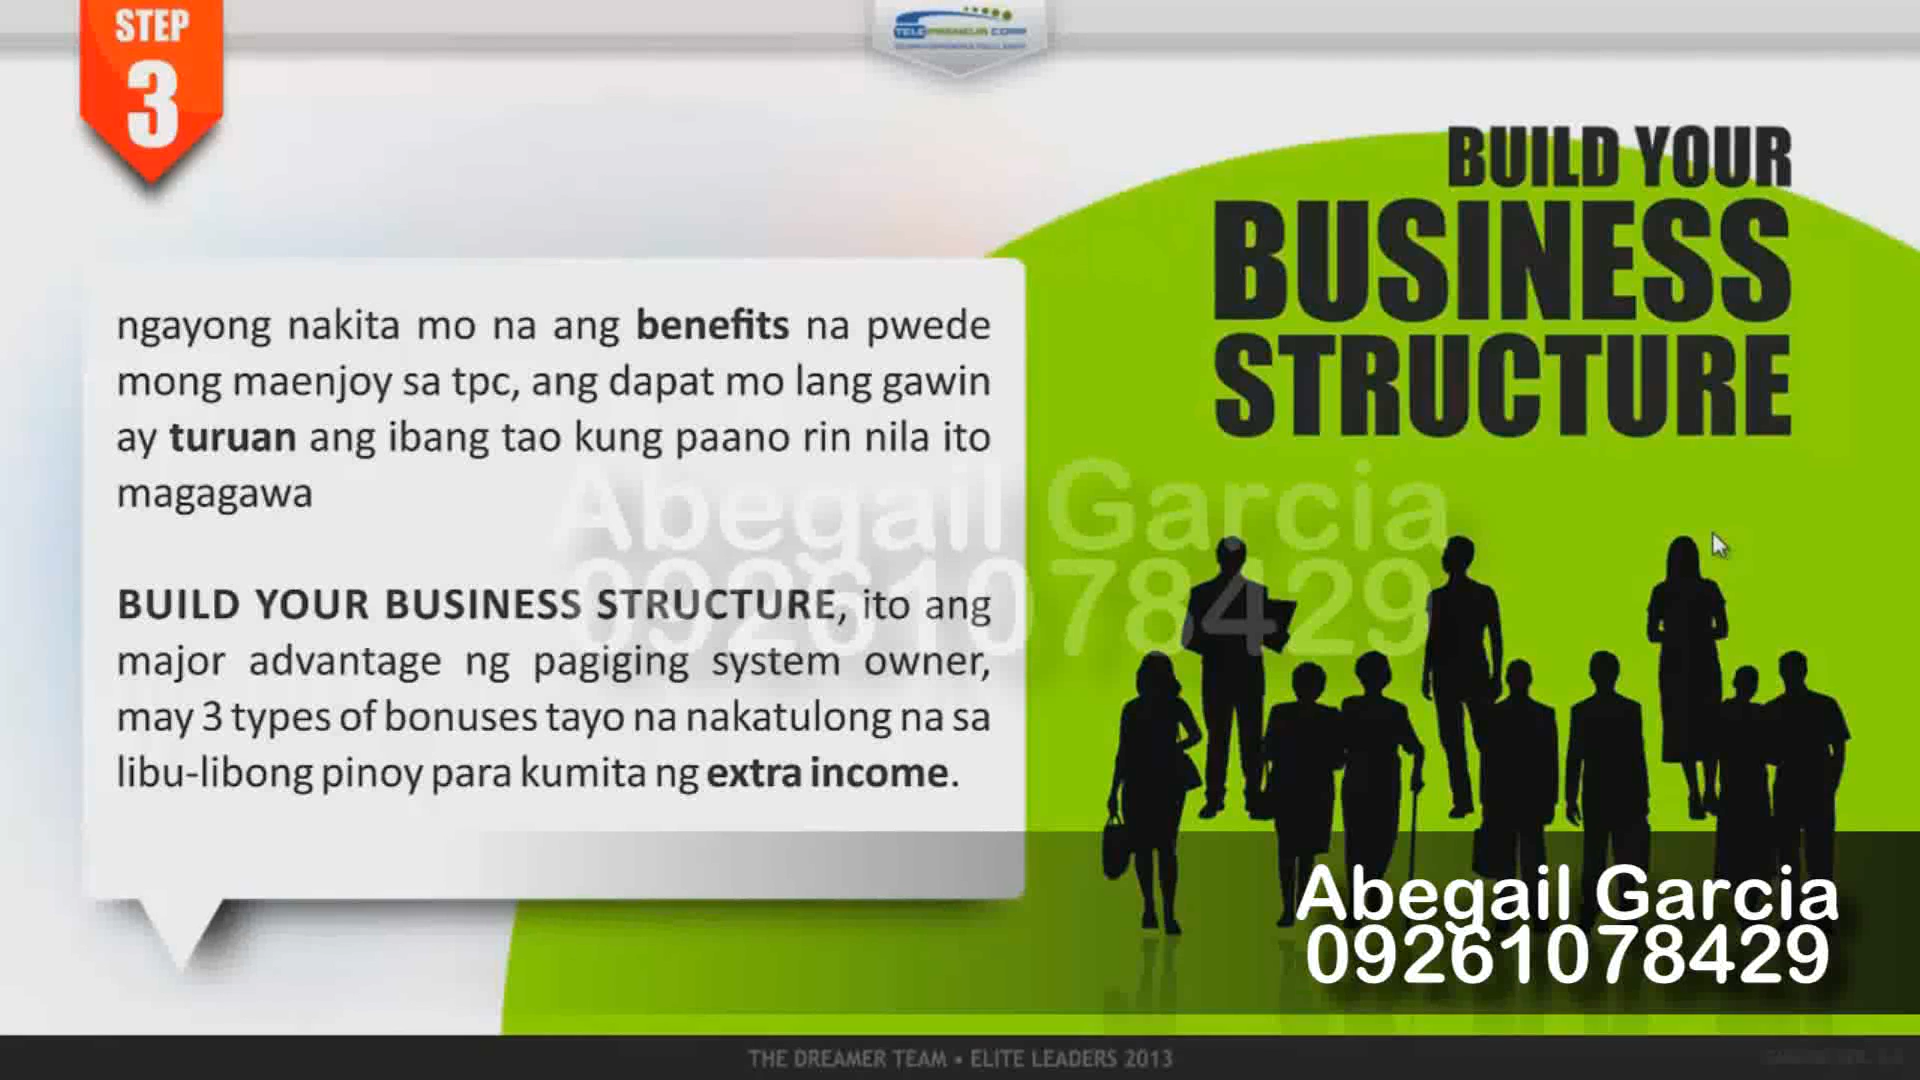 STEP
3
TELEPRENEUR CORP
BUILD YOUR
BUSINESS
STRUCTURE
ngayong nakita mo na ang benefits na pwede
mong maenjoy sa tpc, ang dapat mo lang gawin
ay turuan ang ibang tao kung paano rin nila ito
magagawa
BUILD YOUR BUSINESS STRUCTURE, ito ang
major advantage ng pagiging system owner,
may 3 types of bonuses tayo na nakatulong na sa
libu-libong pinoy para kumita ng extra income.
Abegail Garcia
09261078429
Abegail Garcia
09261078429
THE DREAMER TEAM • ELITE LEADERS 2013